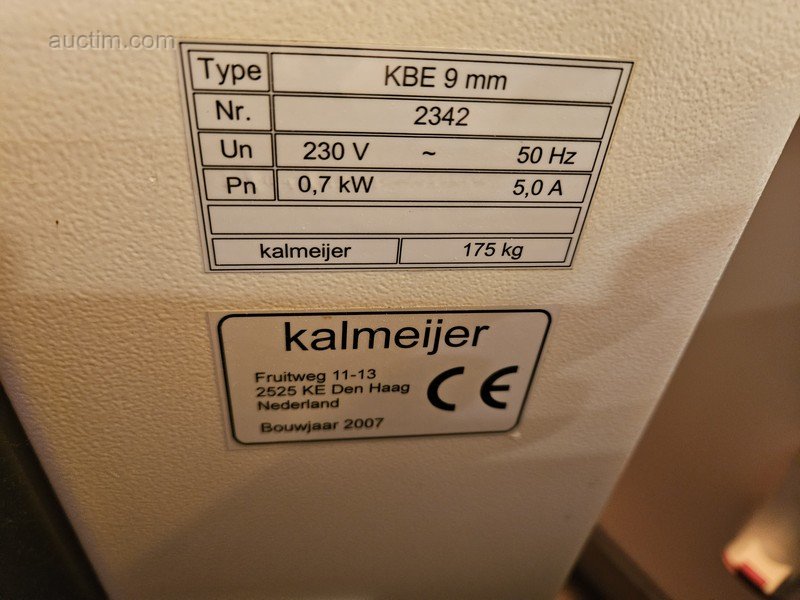 auctim.com
Type KBE 9 mm
Nr. 2342
Un 230 V ~ 50 Hz
Pn 0,7 kW 5,0 A
kalmeijer 175 kg
kalmeijer
Fruitweg 11-13
2525 KE Den Haag
Nederland
CE
Bouwjaar 2007